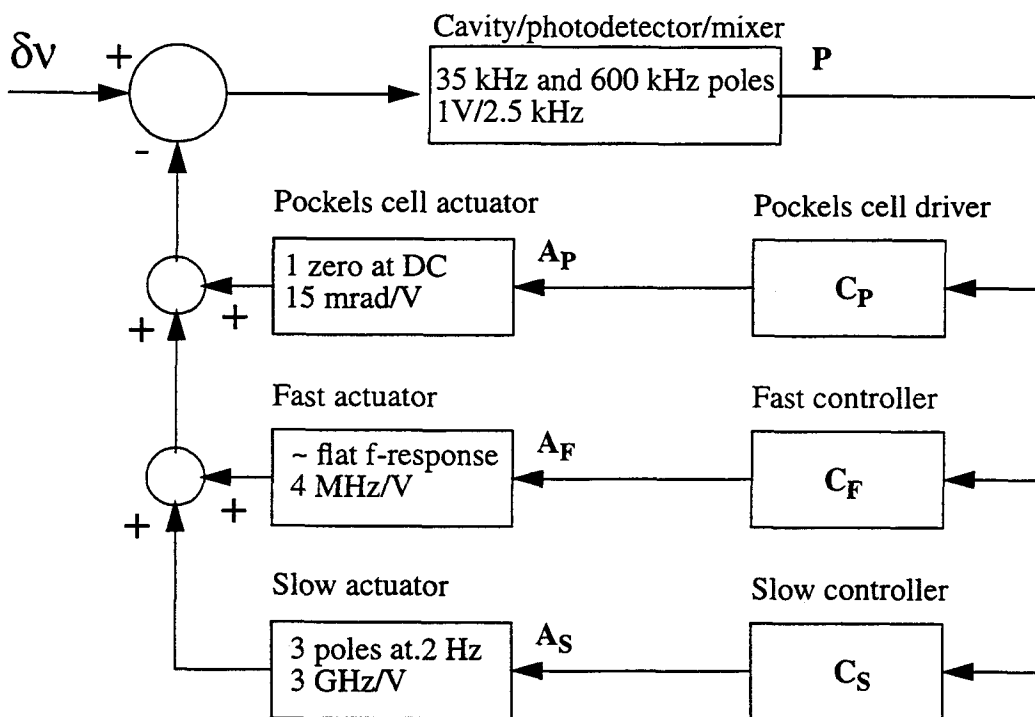 Cavity/photodetector/mixer
δν
+
35 kHz and 600 kHz poles
1V/2.5 kHz
P
-
Pockels cell actuator
Pockels cell driver
1 zero at DC
15 mrad/V
A_P
C_P
+
+
Fast actuator
Fast controller
~ flat f-response
4 MHz/V
A_F
C_F
+
+
Slow actuator
Slow controller
3 poles at.2 Hz
3 GHz/V
A_S
C_S